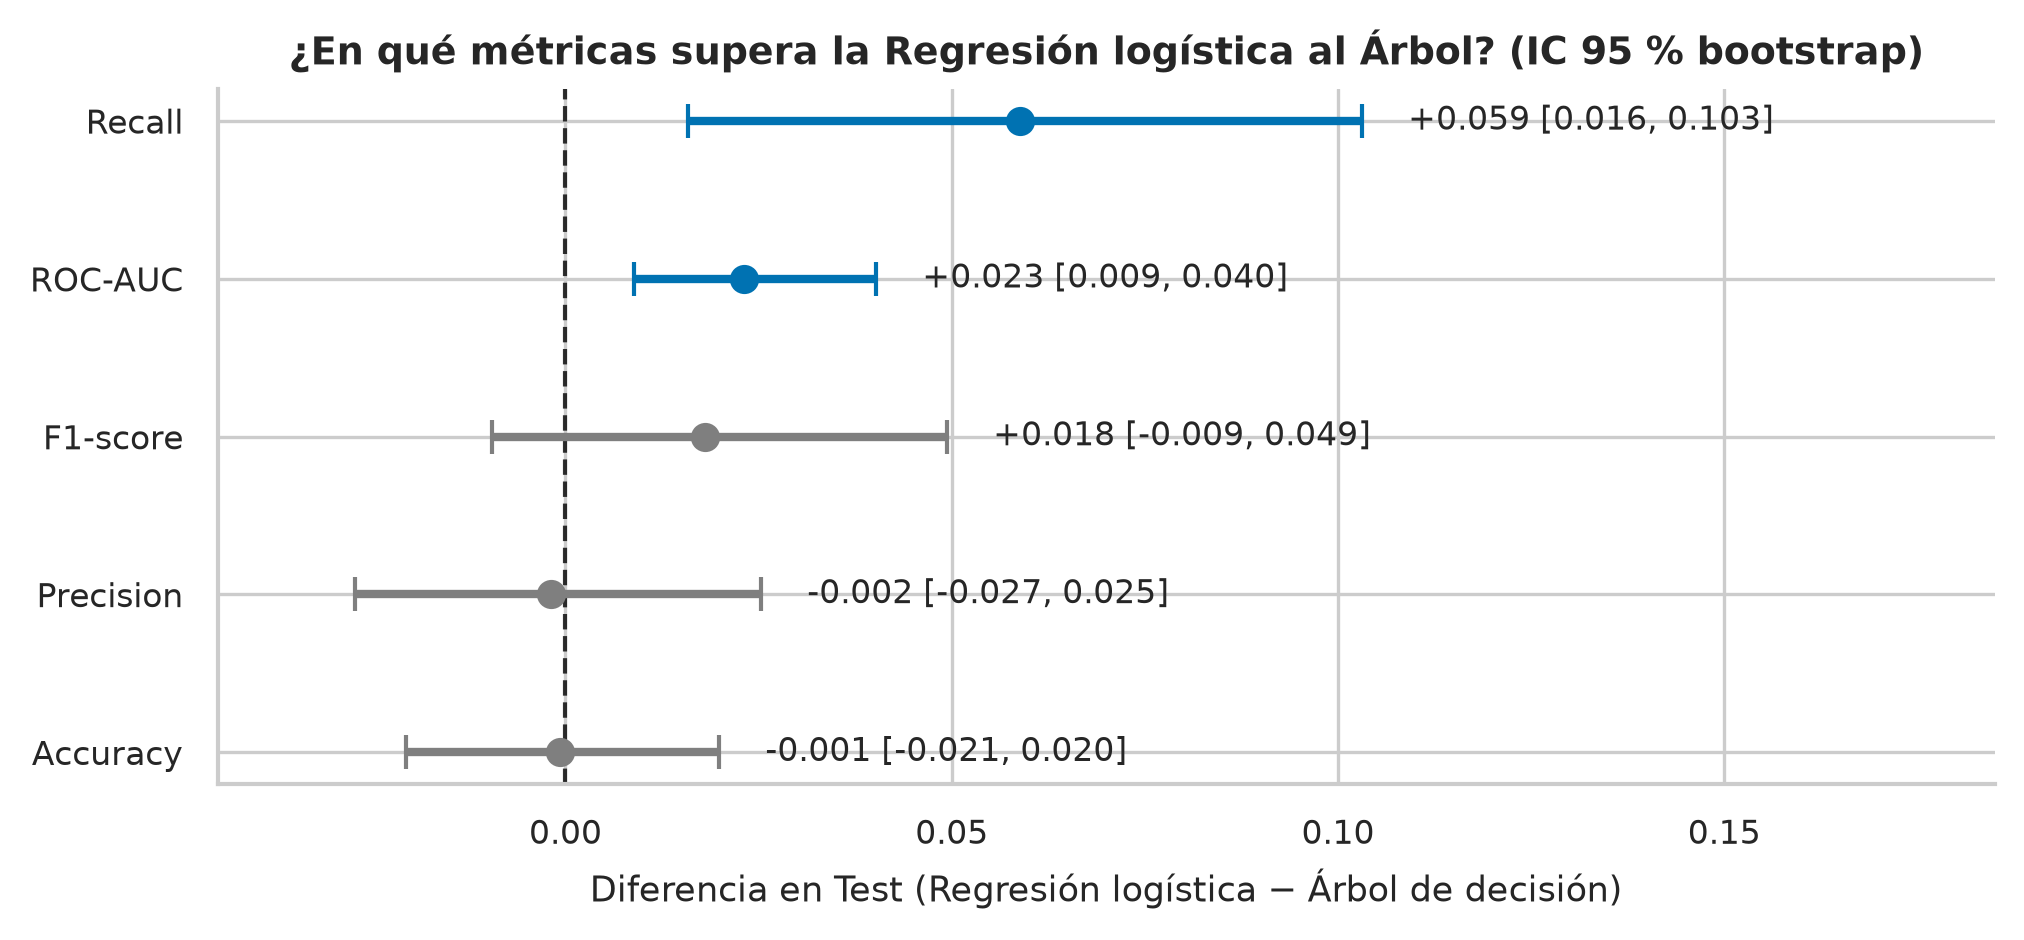 ¿En qué métricas supera la Regresión logística al Árbol? (IC 95 % bootstrap)
Recall +0.059 [0.016, 0.103]
ROC-AUC +0.023 [0.009, 0.040]
F1-score +0.018 [-0.009, 0.049]
Precision -0.002 [-0.027, 0.025]
Accuracy -0.001 [-0.021, 0.020]
0.00 0.05 0.10 0.15
Diferencia en Test (Regresión logística − Árbol de decisión)